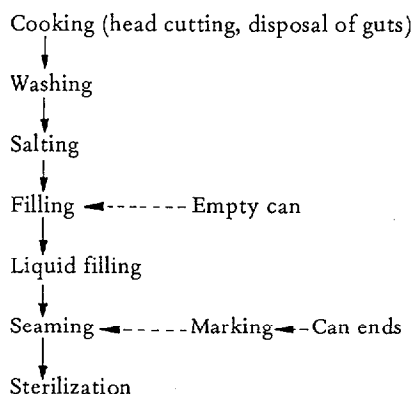 Cooking (head cutting, disposal of guts)
Washing
Salting
Filling Empty can
Liquid filling
Seaming Marking Can ends
Sterilization